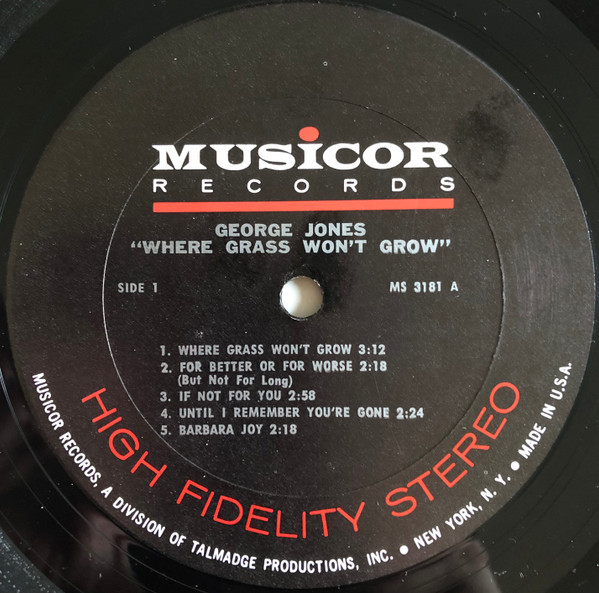 MUSICOR
RECORDS
GEORGE JONES
"WHERE GRASS WON'T GROW"
SIDE 1
MS 3181 A
1. WHERE GRASS WON'T GROW 3:12
2. FOR BETTER OR FOR WORSE 2:18
(But Not For Long)
3. IF NOT FOR YOU 2:58
4. UNTIL I REMEMBER YOU'RE GONE 2:24
5. BARBARA JOY 2:18
HIGH FIDELITY STEREO
MUSICOR RECORDS, A DIVISION OF TALMADGE PRODUCTIONS, INC. ● NEW YORK, N. Y. ● MADE IN U.S.A.